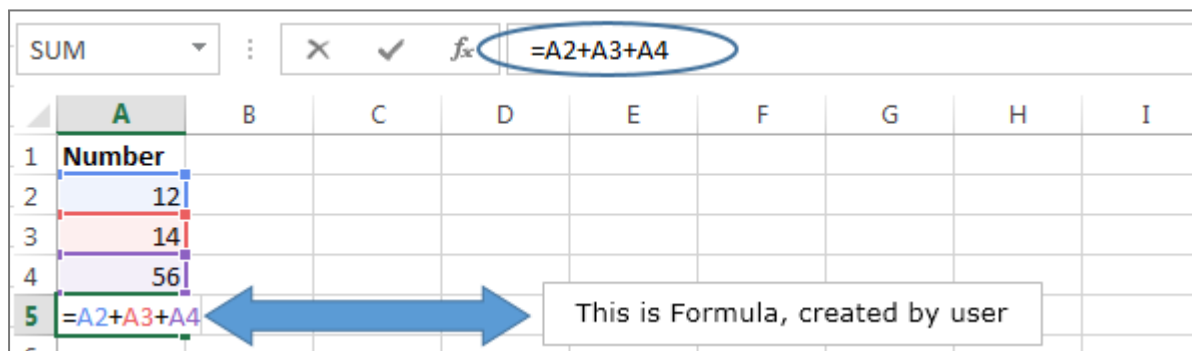 SUM fx =A2+A3+A4
A B C D E F G H I
1 Number
2 12
3 14
4 56
5 =A2+A3+A4 This is Formula, created by user